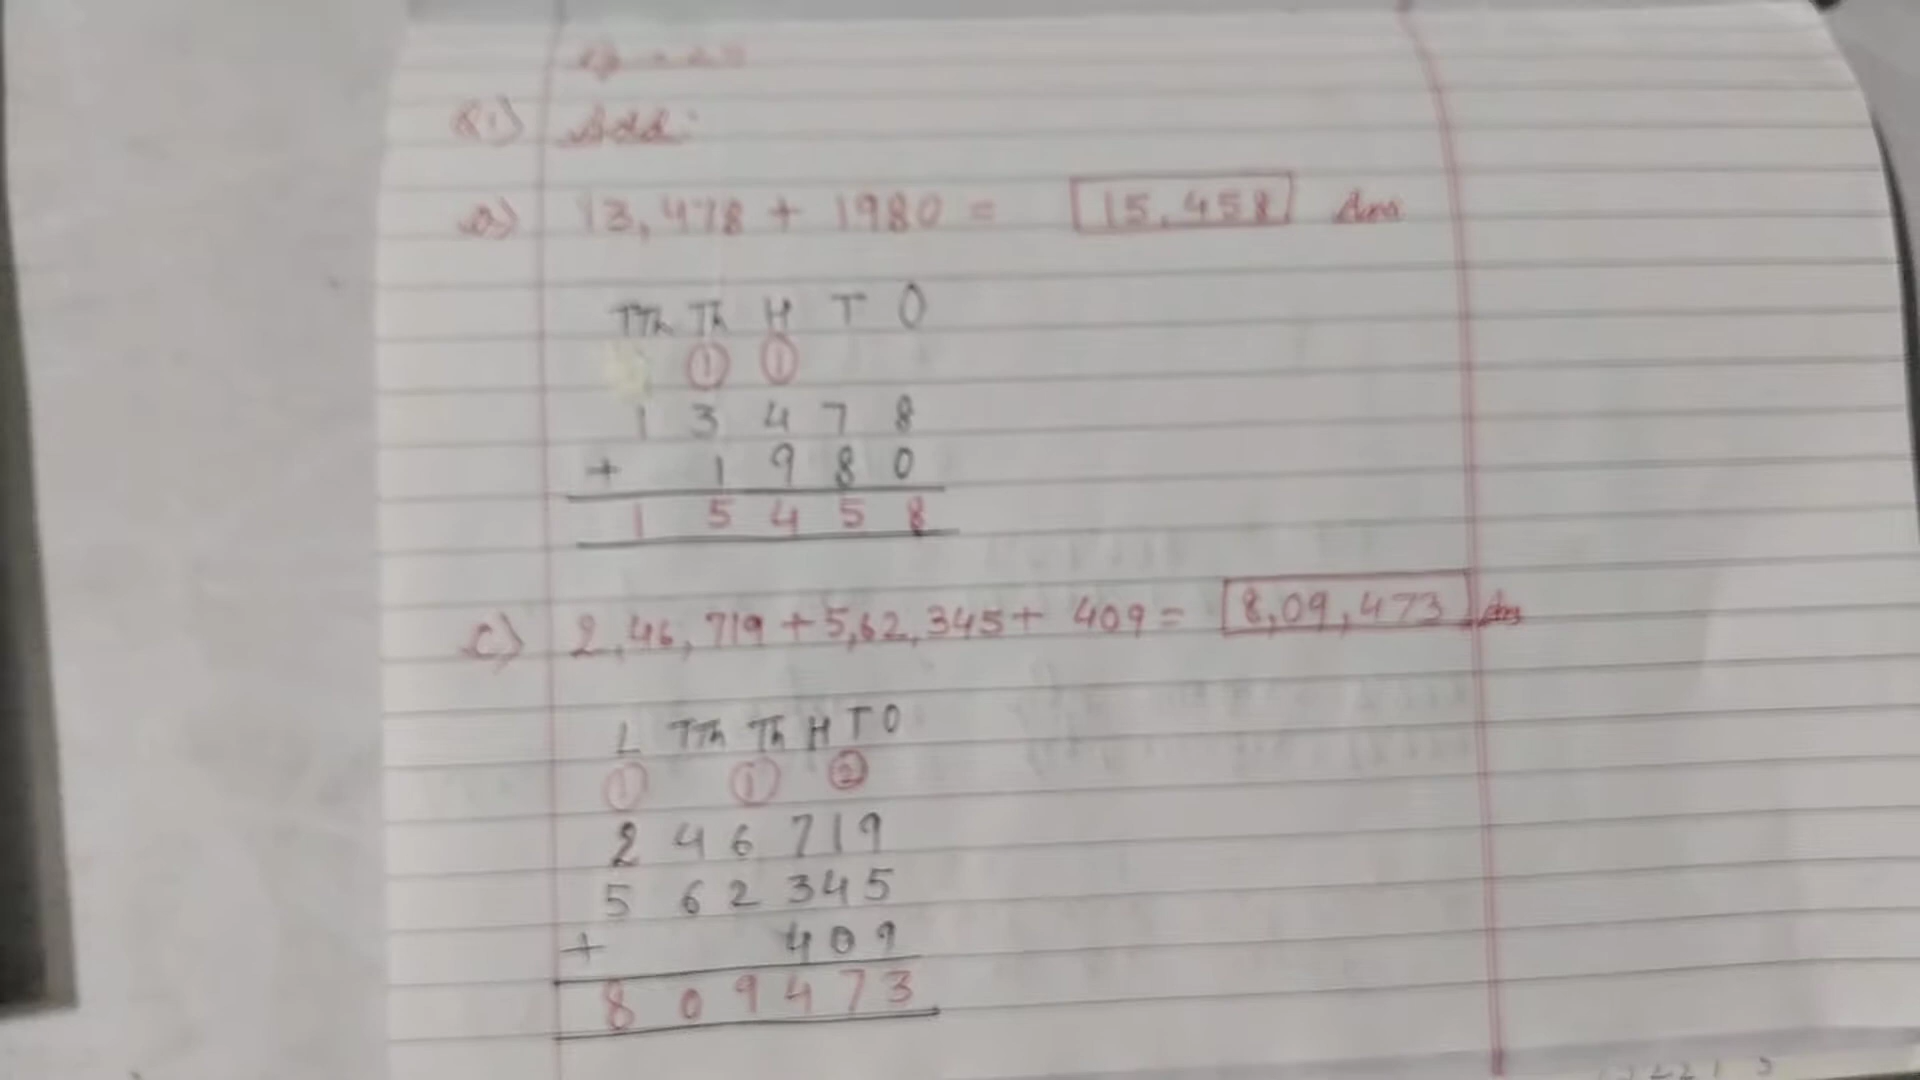 Q1) Add:
a) 13,478 + 1980 = 15,458 Ans
TTh Th H T O
1 1
1 3 4 7 8
+ 1 9 8 0
1 5 4 5 8
c) 2,46,719 + 5,62,345 + 409 = 8,09,473 Ans
L TTh Th H T O
1 1 2
2 4 6 7 1 9
5 6 2 3 4 5
+ 4 0 9
8 0 9 4 7 3